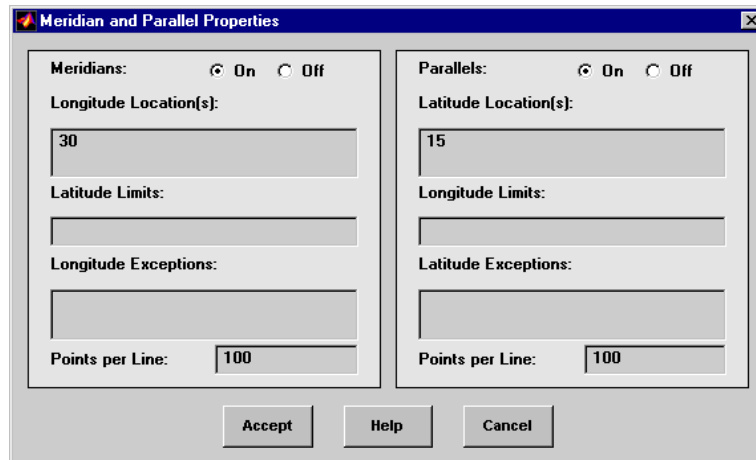 Meridian and Parallel Properties
Meridians: On Off
Longitude Location(s):
30
Latitude Limits:
Longitude Exceptions:
Points per Line: 100
Parallels: On Off
Latitude Location(s):
15
Longitude Limits:
Latitude Exceptions:
Points per Line: 100
Accept Help Cancel